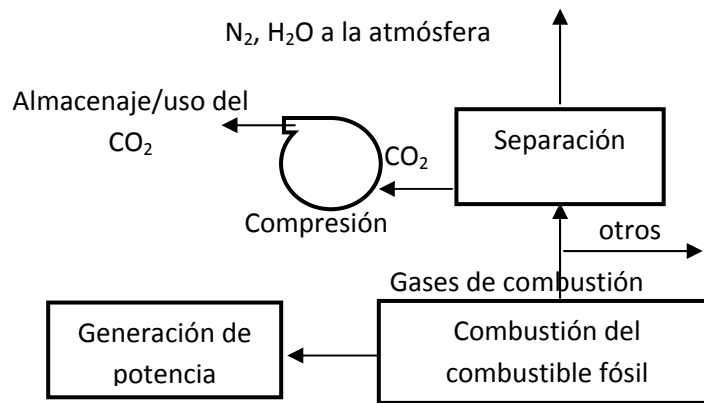 N₂, H₂O a la atmósfera
Almacenaje/uso del
CO₂
Separación
CO₂
Compresión
otros
Gases de combustión
Generación de
potencia
Combustión del
combustible fósil